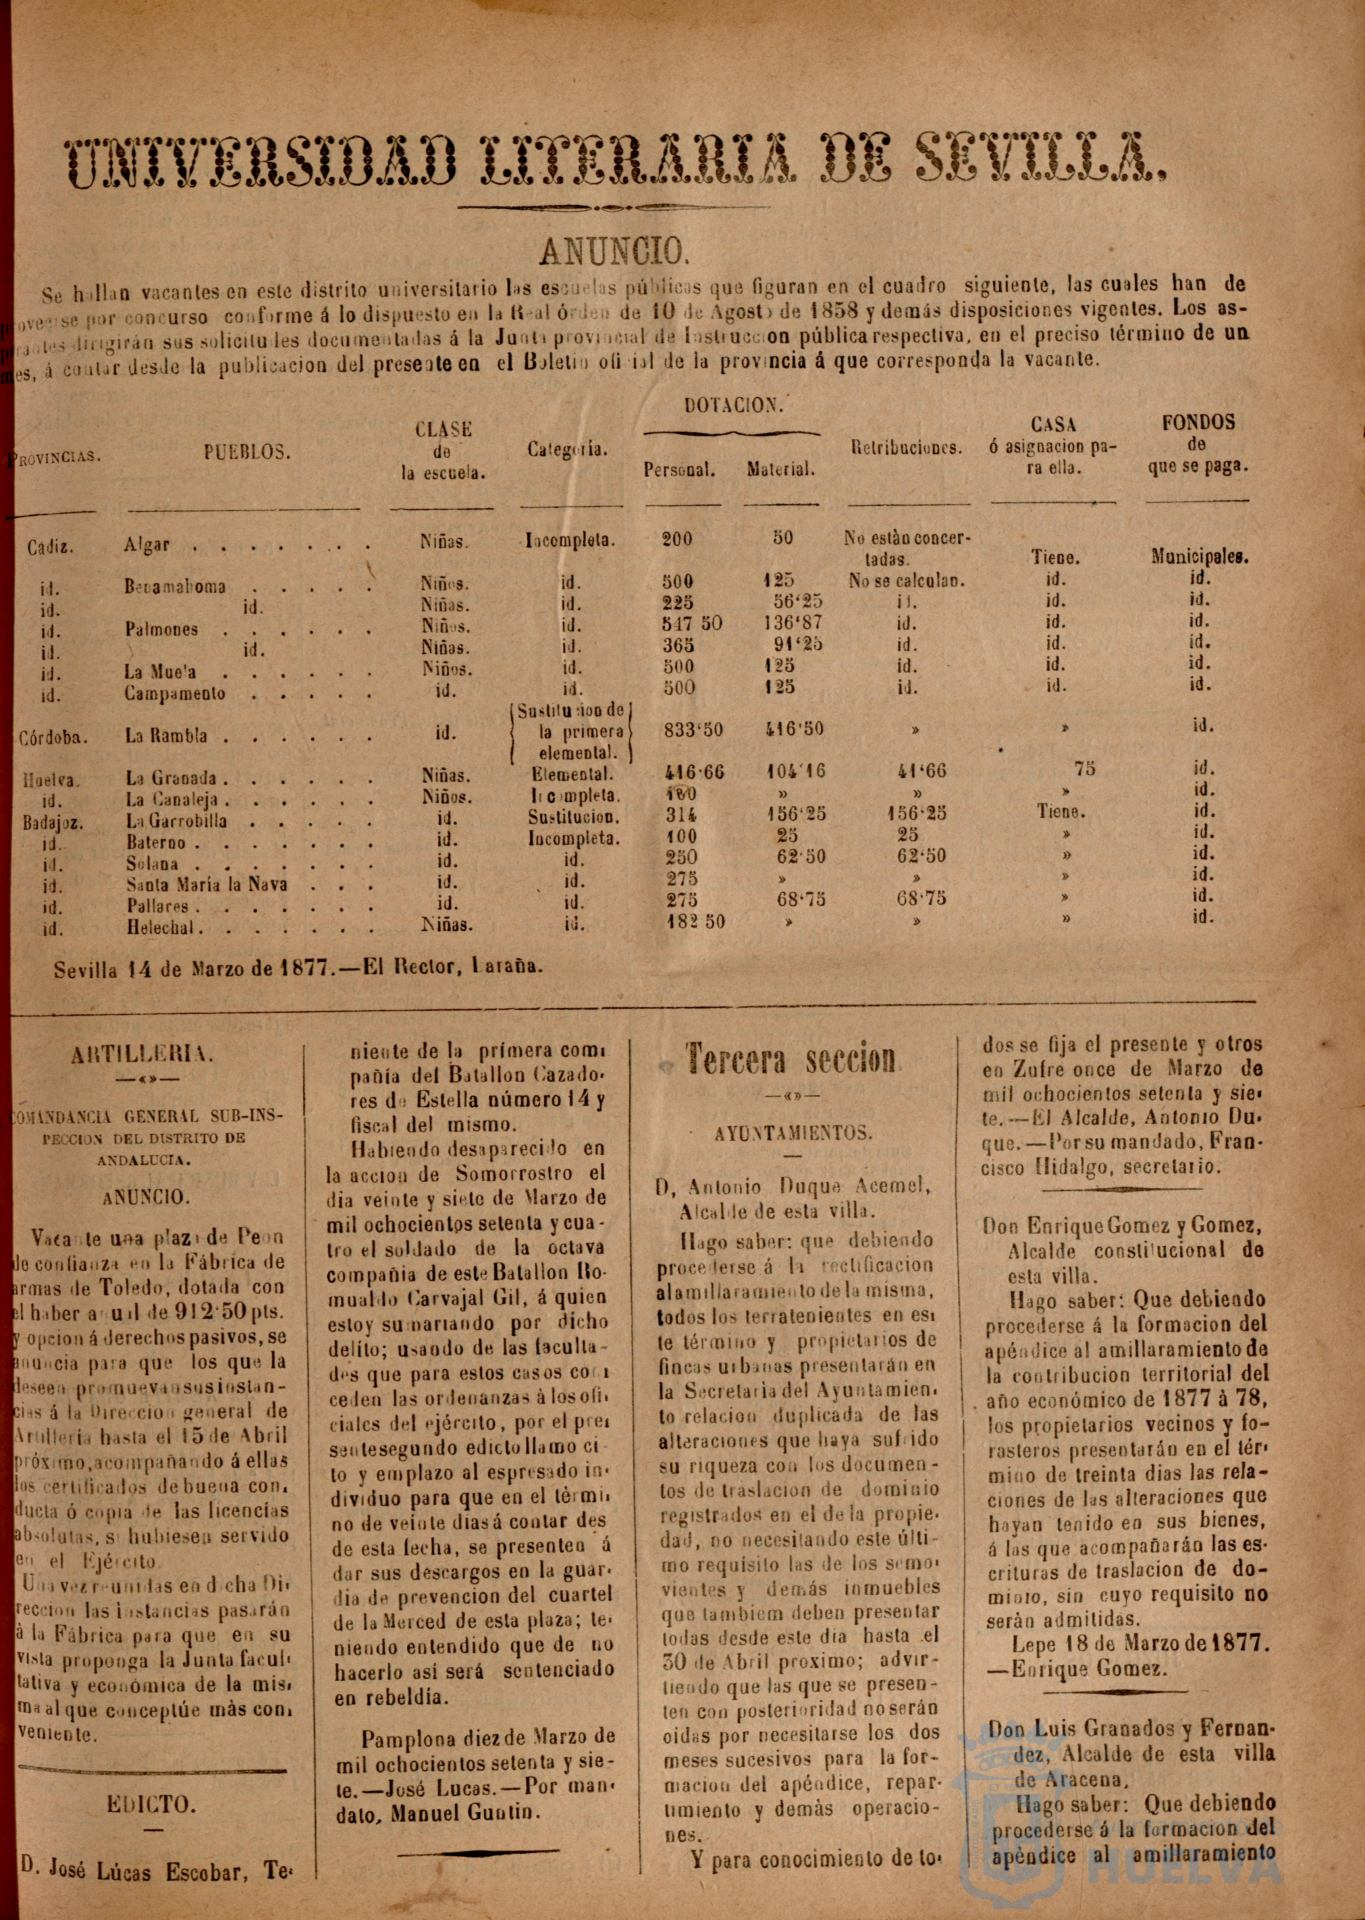 UNIVERSIDAD LITERARIA DE SEVILLA.
ANUNCIO.
Se hallan vacantes en este distrito universitario las escuelas públicas que figuran en el cuadro siguiente, las cuales han de
proveerse por concurso conforme á lo dispuesto en la Real órden de 10 de Agosto de 1858 y demás disposiciones vigentes. Los as-
pirantes dirigirán sus solicitudes documentadas á la Junta provincial de Instruccion pública respectiva, en el preciso término de un
mes, á contar desde la publicacion del presente en el Boletin oficial de la provincia á que corresponda la vacante.
PROVINCIAS. PUEBLOS. CLASE de la escuela. Categoría. DOTACION. Personal. Material. Retribuciones. CASA ó asignacion pa- ra ella. FONDOS de que se paga.
Cadiz. Algar . . . . . . . Niñas. Incompleta. 200 50 No están concer-
tadas. Tiene. Municipales.
id. Benamahoma . . . . . Niños. id. 500 125 No se calculan. id. id.
id. id. Niñas. id. 225 56'25 id. id. id.
id. Palmones . . . . . . Niños. id. 547 50 136'87 id. id. id.
id. id. Niñas. id. 365 91'25 id. id. id.
id. La Muela . . . . . . Niños. id. 500 125 id. id. id.
id. Campamento . . . . . id. id. 500 125 id. id. id.
Córdoba. La Rambla . . . . . . id. Sustitucion de la primera elemental. 833'50 416'50 » » id.
Huelva. La Granada . . . . . . Niñas. Elemental. 416'66 104'16 41'66 75 id.
id. La Canaleja . . . . . . Niños. Incompleta. 180 » » » id.
Badajoz. La Garrobilla . . . . . id. Sustitucion. 314 156'25 156'25 Tiene. id.
id. Baterno . . . . . . . id. Incompleta. 100 25 25 » id.
id. Solana . . . . . . . id. id. 250 62'50 62'50 » id.
id. Santa María la Nava . . . id. id. 275 » » » id.
id. Pallares . . . . . . . id. id. 275 68'75 68'75 » id.
id. Helechal . . . . . . . Niñas. id. 182 50 » » » id.
Sevilla 14 de Marzo de 1877.—El Rector, Laraña.
ARTILLERIA.
—«»—
COMANDANCIA GENERAL SUB-INS-
PECCION DEL DISTRITO DE
ANDALUCIA.
ANUNCIO.
Vacante una plaza de Peon
de confianza en la Fábrica de
armas de Toledo, dotada con
el haber anual de 912'50 pts.
y opcion á derechos pasivos, se
anuncia para que los que la
deseen promuevan sus instan-
cias á la Direccion general de
Artilleria hasta el 15 de Abril
próximo, acompañando á ellas
los certificados de buena con-
ducta ó copia de las licencias
absolutas, si hubiesen servido
en el Ejército.
Una vez reunidas en dicha Di-
reccion las instancias pasarán
à la Fábrica para que en su
vista proponga la Junta facul-
tativa y económica de la mis-
ma al que conceptúe màs con-
veniente.
EDICTO.
D. José Lúcas Escobar, Te-
niente de la prímera com-
pañia del Batallon Cazado-
res de Estella número 14 y
fiscal del mismo.
Habiendo desaparecido en
la accion de Somorrostro el
dia veinte y siete de Marzo de
mil ochocientos setenta y cua-
tro el soldado de la octava
compañia de este Batallon Ro-
mualdo Carvajal Gil, á quien
estoy sumariando por dicho
delito; usando de las faculta-
des que para estos casos con-
ceden las ordenanzas à los ofi-
ciales del ejército, por el pre-
sente segundo edicto llamo ci-
to y emplazo al espresado in-
dividuo para que en el térmi-
no de veinte dias á contar des
de esta fecha, se presenten á
dar sus descargos en la guar-
dia de prevencion del cuartel
de la Merced de esta plaza; te-
niendo entendido que de no
hacerlo asi será sentenciado
en rebeldia.
Pamplona diez de Marzo de
mil ochocientos setenta y sie-
te.—José Lucas.—Por man-
dato, Manuel Guntin.
Tercera seccion
—«»—
AYUNTAMIENTOS.
D, Antonio Duque Acemel,
Alcalde de esta villa.
Hago saber: que debiendo
procederse á la rectificacion
al amillaramiento de la misma,
todos los terratenientes en es-
te término y propietarios de
fincas urbanas presentarán en
la Secretaria del Ayuntamien-
to relacion duplicada de las
alteraciones que haya sufrido
su riqueza con los documen-
tos de traslacion de dominio
registrados en el de la propie-
dad, no necesitando este últi-
mo requisito las de los semo-
vientes y demás inmuebles
que tambiem deben presentar
todas desde este dia hasta el
30 de Abril proximo; advir-
tiendo que las que se presen-
ten con posterioridad no serán
oidas por necesitarse los dos
meses sucesivos para la for-
macion del apéndice, repar-
timiento y demàs operacio-
nes.
Y para conocimiento de to-
dos se fija el presente y otros
en Zufre once de Marzo de
mil ochocientos setenta y sie-
te.—El Alcalde, Antonio Du-
que.—Por su mandado, Fran-
cisco Hidalgo, secretario.
Don Enrique Gomez y Gomez,
Alcalde constitucional de
esta villa.
Hago saber: Que debiendo
procederse á la formacion del
apéndice al amillaramiento de
la contribucion territorial del
año económico de 1877 à 78,
los propietarios vecinos y fo-
rasteros presentarán en el tér-
mino de treinta dias las rela-
ciones de las alteraciones que
hayan tenido en sus bienes,
á las que acompañarán las es-
crituras de traslacion de do-
minio, sin cuyo requisito no
seràn admitidas.
Lepe 18 de Marzo de 1877.
—Enrique Gomez.
Don Luis Granados y Fernan-
dez, Alcalde de esta villa
de Aracena,
Hago saber: Que debiendo
procederse á la formacion del
apèndice al amillaramiento
HUELVA